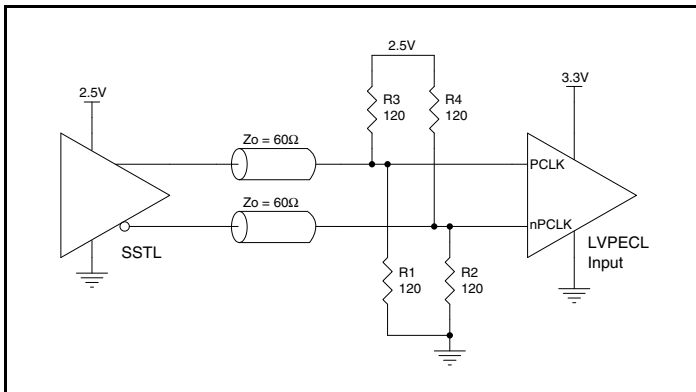 2.5V
2.5V
3.3V
R3
120
R4
120
Zo = 60Ω
PCLK
Zo = 60Ω
nPCLK
SSTL
LVPECL
Input
R1
120
R2
120